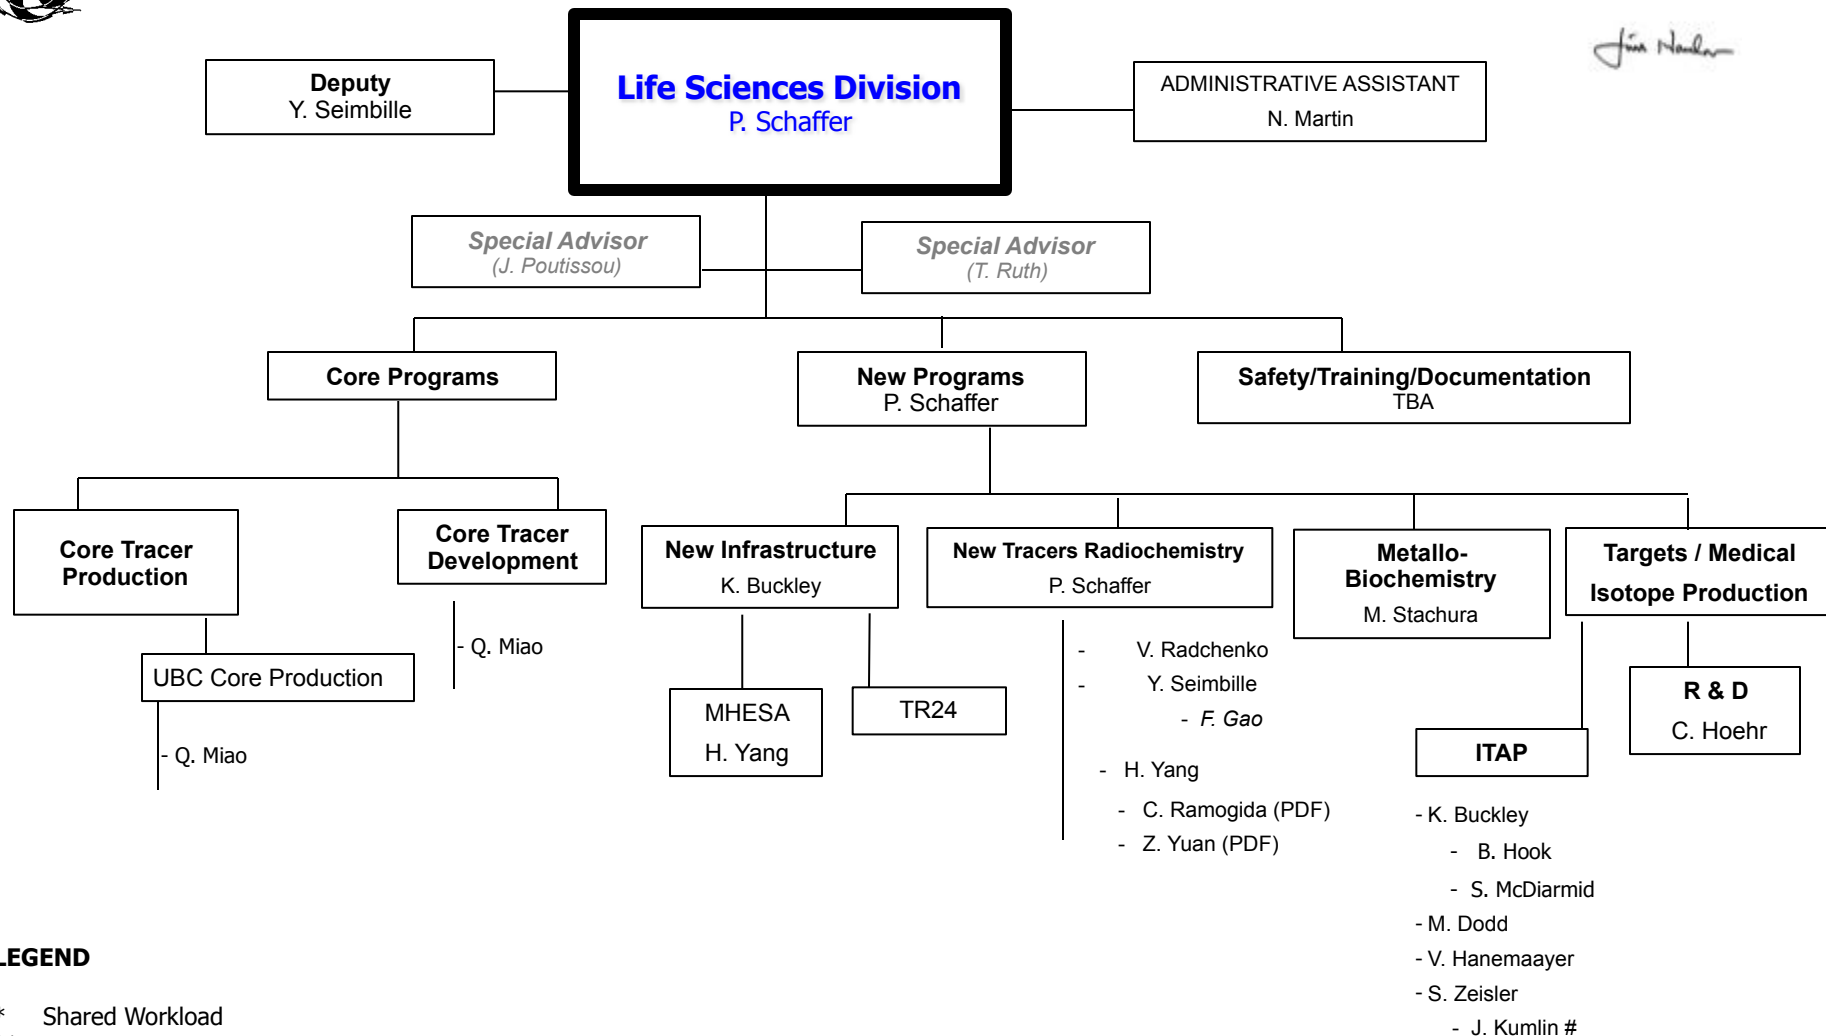 Deputy
Y. Seimbille
Life Sciences Division
P. Schaffer
ADMINISTRATIVE ASSISTANT
N. Martin
Special Advisor
(J. Poutissou)
Special Advisor
(T. Ruth)
Core Programs
New Programs
P. Schaffer
Safety/Training/Documentation
TBA
Core Tracer
Production
Core Tracer
Development
New Infrastructure
K. Buckley
New Tracers Radiochemistry
P. Schaffer
Metallo-
Biochemistry
M. Stachura
Targets / Medical
Isotope Production
UBC Core Production
- Q. Miao
- Q. Miao
MHESA
H. Yang
TR24
- V. Radchenko
- Y. Seimbille
- F. Gao
- H. Yang
- C. Ramogida (PDF)
- Z. Yuan (PDF)
R & D
C. Hoehr
ITAP
- K. Buckley
- B. Hook
- S. McDiarmid
- M. Dodd
- V. Hanemaayer
- S. Zeisler
- J. Kumlin #
LEGEND
* Shared Workload